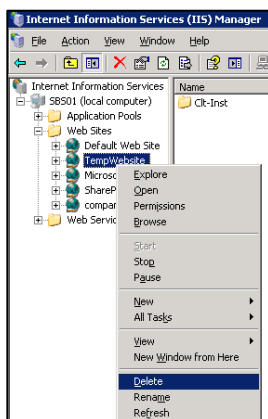 Internet Information Services (IIS) Manager
File Action View Window Help
Internet Information Services
Name
SBS01 (local computer)
Clt-Inst
Application Pools
Web Sites
Default Web Site
TempWebsite
Microso
ShareP
compar
Web Servic
Explore
Open
Permissions
Browse
Start
Stop
Pause
New
All Tasks
View
New Window from Here
Delete
Rename
Refresh